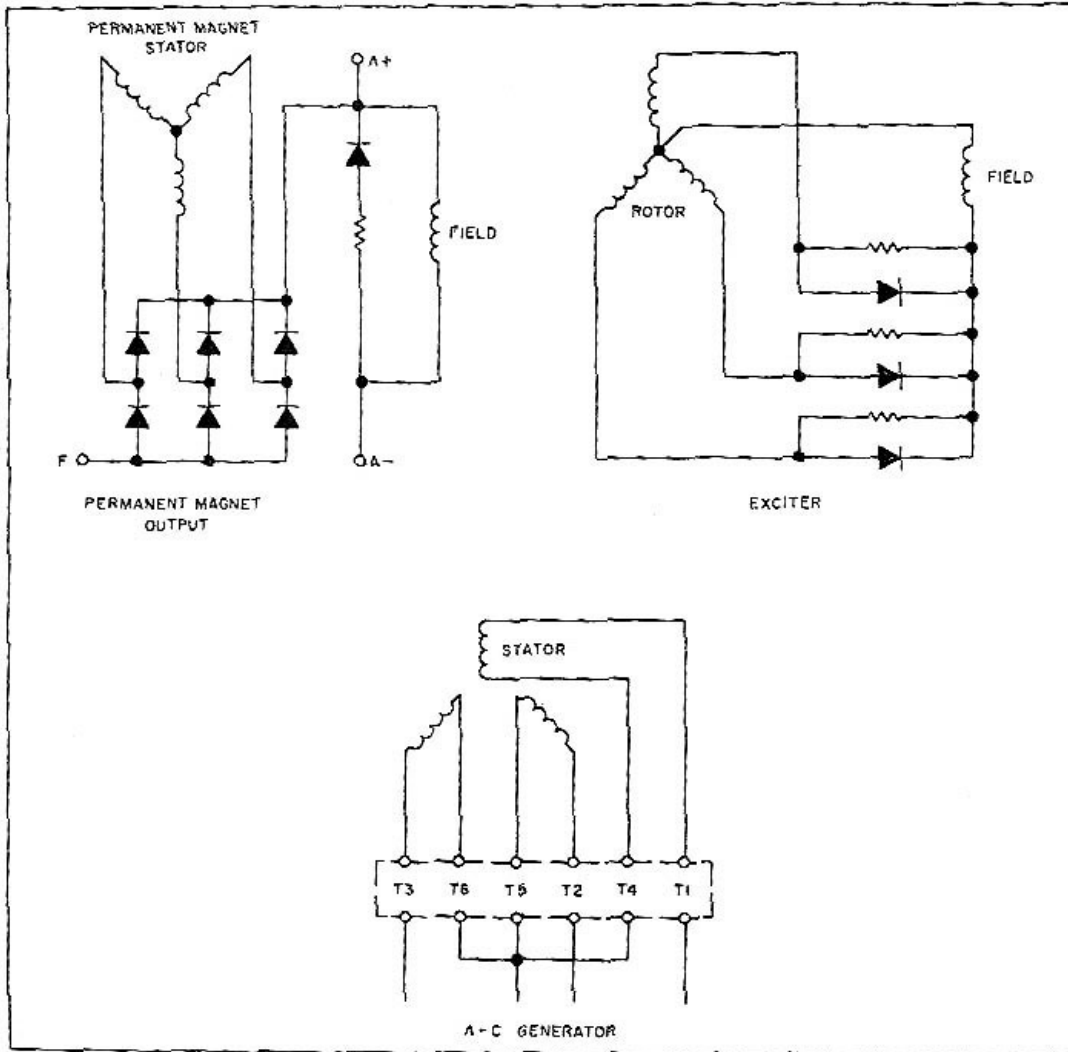 PERMANENT MAGNET
STATOR
A+
FIELD
F
A-
PERMANENT MAGNET
OUTPUT
ROTOR
FIELD
EXCITER
STATOR
T3 T6 T5 T2 T4 T1
A-C GENERATOR